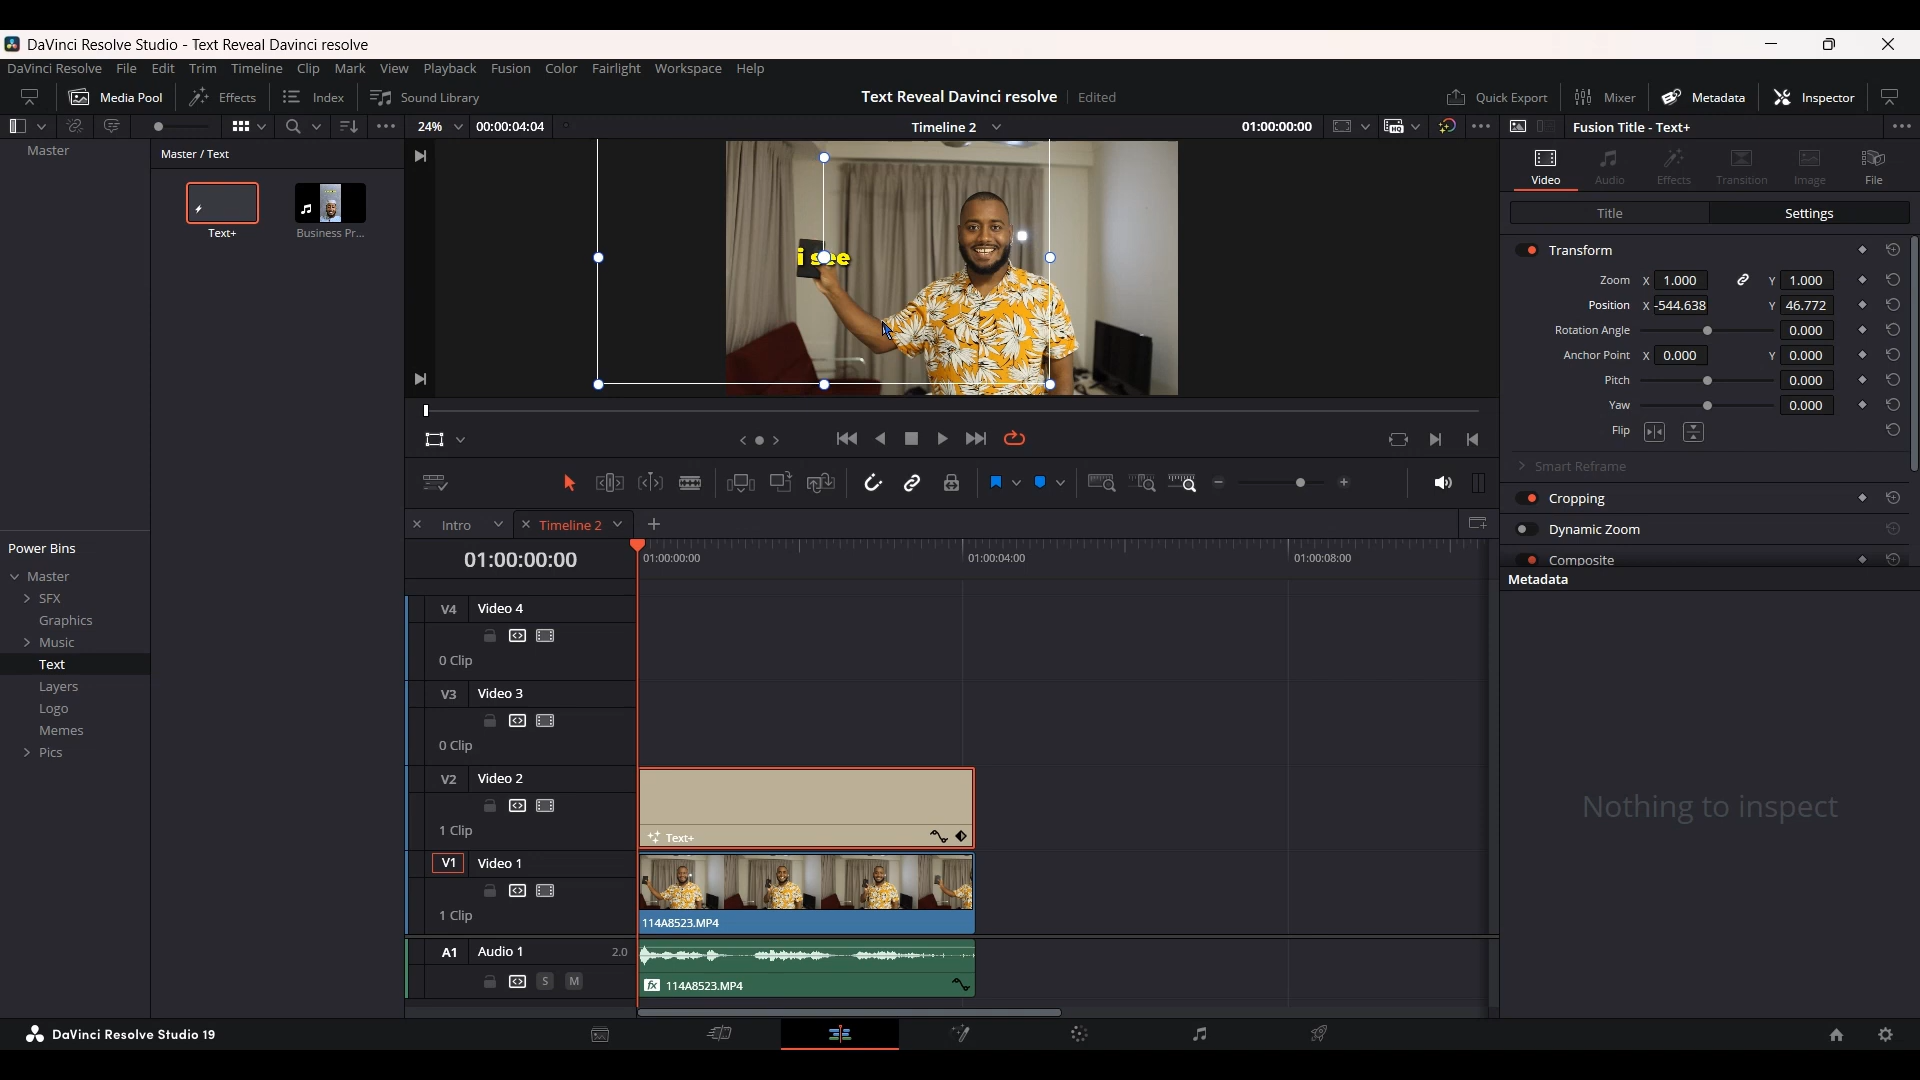 DaVinci Resolve Studio - Text Reveal Davinci resolve
DaVinci Resolve File Edit Trim Timeline Clip Mark View Playback Fusion Color Fairlight Workspace Help
Media Pool Effects Index Sound Library Text Reveal Davinci resolve Edited Quick Export Mixer Metadata Inspector
24% 00:00:04:04 Timeline 2 01:00:00:00 HQ Fusion Title - Text+
Master Master / Text
Text+ Business Pr...
i see
Video Audio Effects Transition Image File
Title Settings
Transform
Zoom X 1.000 Y 1.000
Position X -544.638 Y 46.772
Rotation Angle 0.000
Anchor Point X 0.000 Y 0.000
Pitch 0.000
Yaw 0.000
Flip
Smart Reframe
Cropping
Dynamic Zoom
Composite
Metadata
Nothing to inspect
Power Bins
Master
SFX
Graphics
Music
Text
Layers
Logo
Memes
Pics
Intro Timeline 2
01:00:00:00 01:00:00:00 01:00:04:00 01:00:08:00
V4 Video 4
0 Clip
V3 Video 3
0 Clip
V2 Video 2
1 Clip
Text+
V1 Video 1
1 Clip
114A8523.MP4
A1 Audio 1 2.0
S M
fx 114A8523.MP4
DaVinci Resolve Studio 19